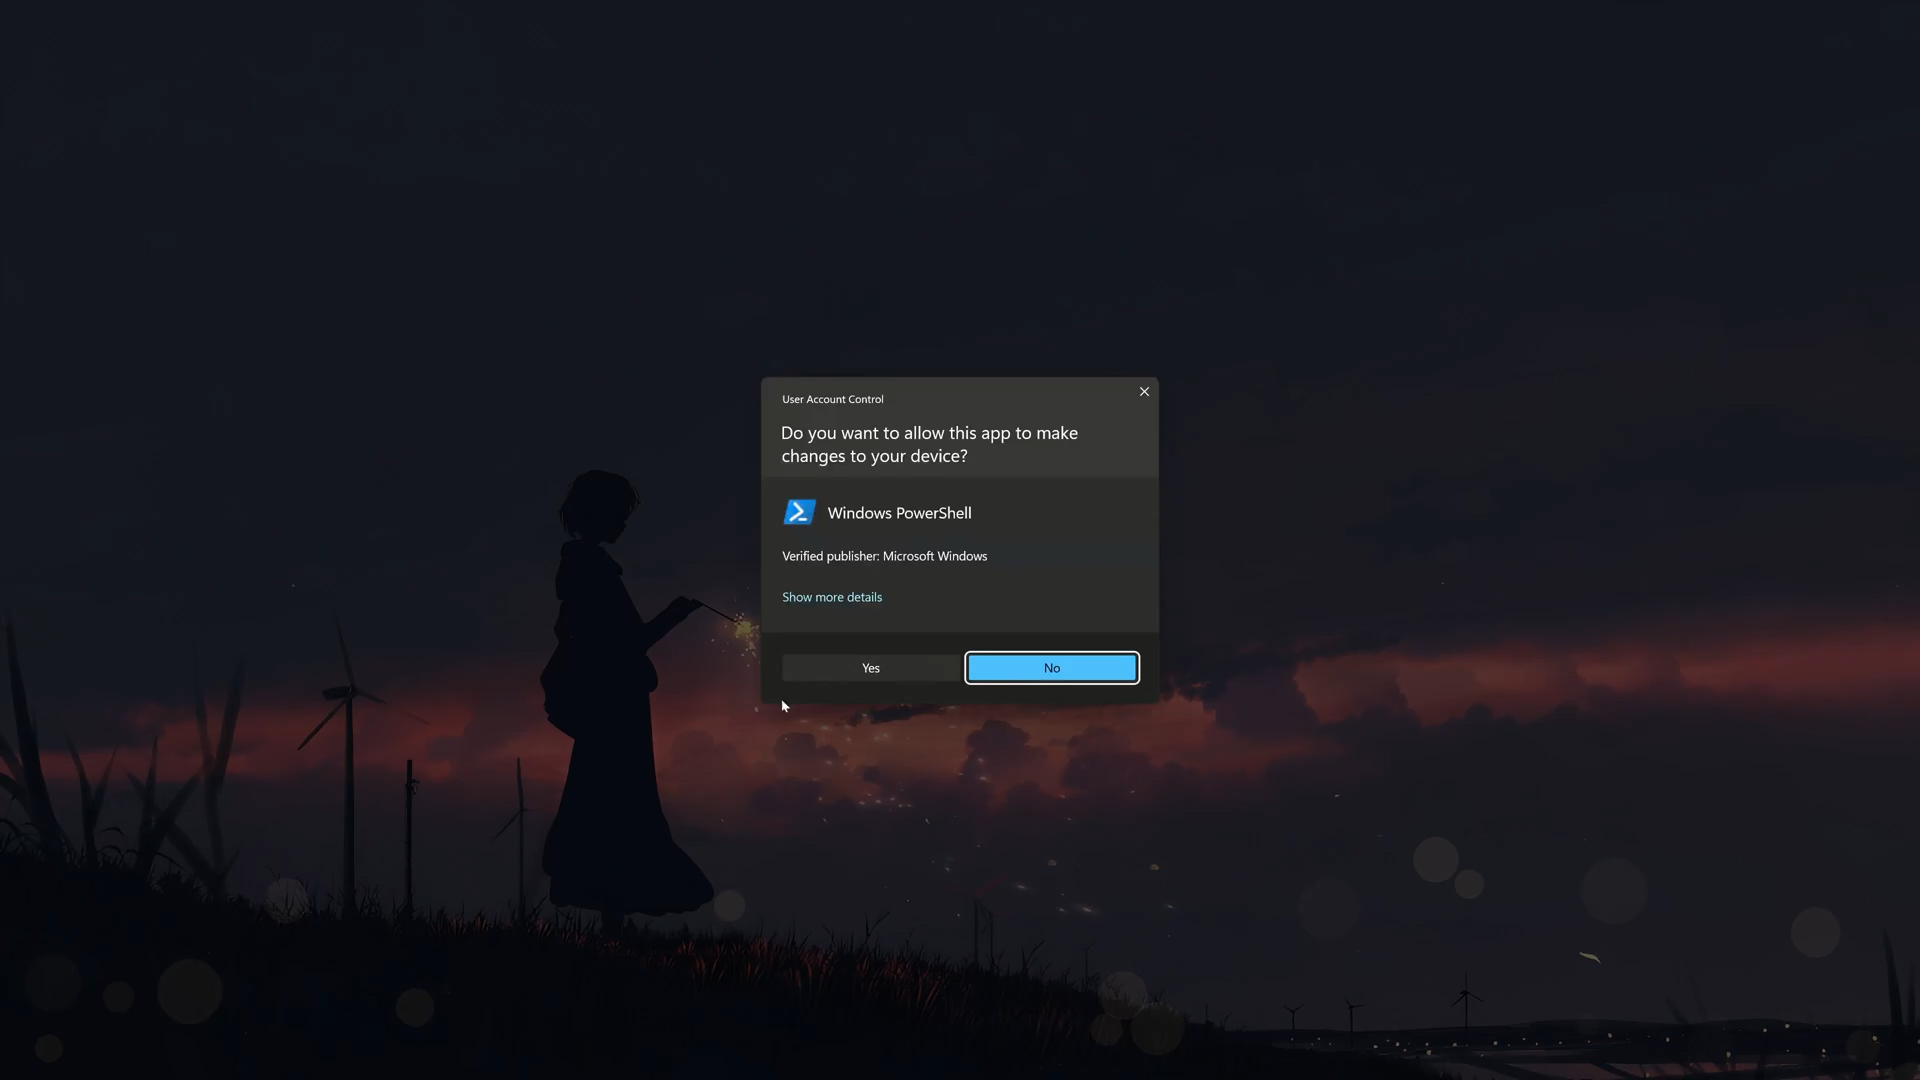 User Account Control
Do you want to allow this app to make
changes to your device?
Windows PowerShell
Verified publisher: Microsoft Windows
Show more details
Yes
No